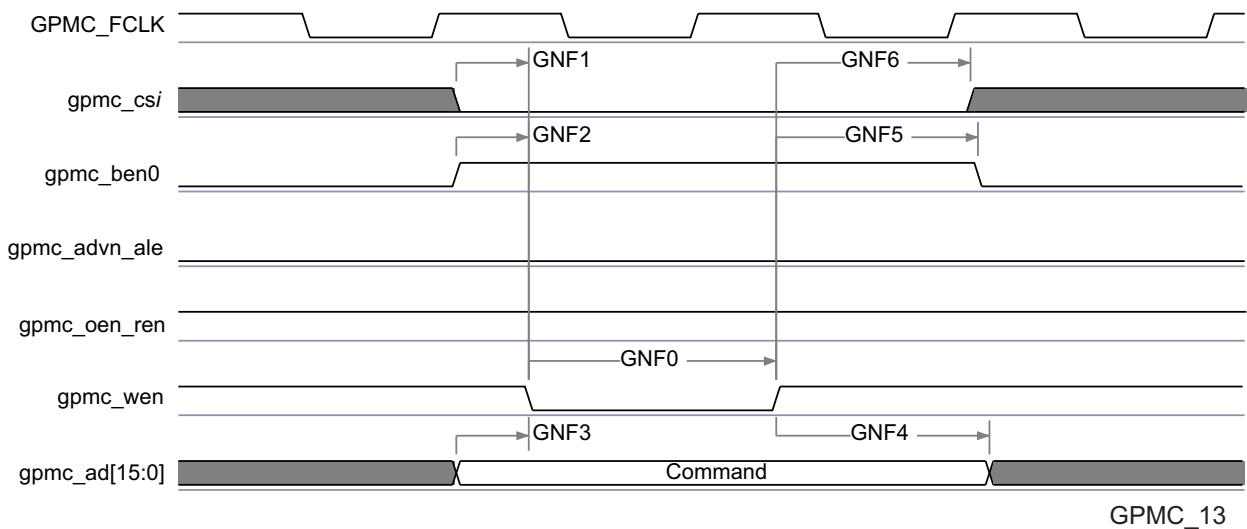 GPMC_FCLK
GNF1
GNF6
gpmc_csi
GNF2
GNF5
gpmc_ben0
gpmc_advn_ale
gpmc_oen_ren
GNF0
gpmc_wen
GNF3
GNF4
gpmc_ad[15:0]
Command
GPMC_13